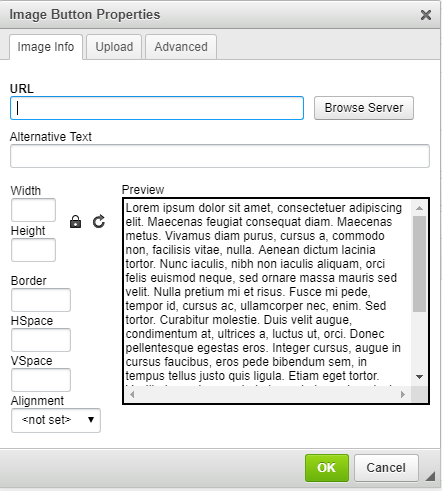 Image Button Properties
Image Info
Upload
Advanced
URL
Browse Server
Alternative Text
Width
Height
Border
HSpace
VSpace
Alignment
<not set>
Preview
Lorem ipsum dolor sit amet, consectetuer adipiscing
elit. Maecenas feugiat consequat diam. Maecenas
metus. Vivamus diam purus, cursus a, commodo
non, facilisis vitae, nulla. Aenean dictum lacinia
tortor. Nunc iaculis, nibh non iaculis aliquam, orci
felis euismod neque, sed ornare massa mauris sed
velit. Nulla pretium mi et risus. Fusce mi pede,
tempor id, cursus ac, ullamcorper nec, enim. Sed
tortor. Curabitur molestie. Duis velit augue,
condimentum at, ultrices a, luctus ut, orci. Donec
pellentesque egestas eros. Integer cursus, augue in
cursus faucibus, eros pede bibendum sem, in
tempus tellus justo quis ligula. Etiam eget tortor.
OK
Cancel